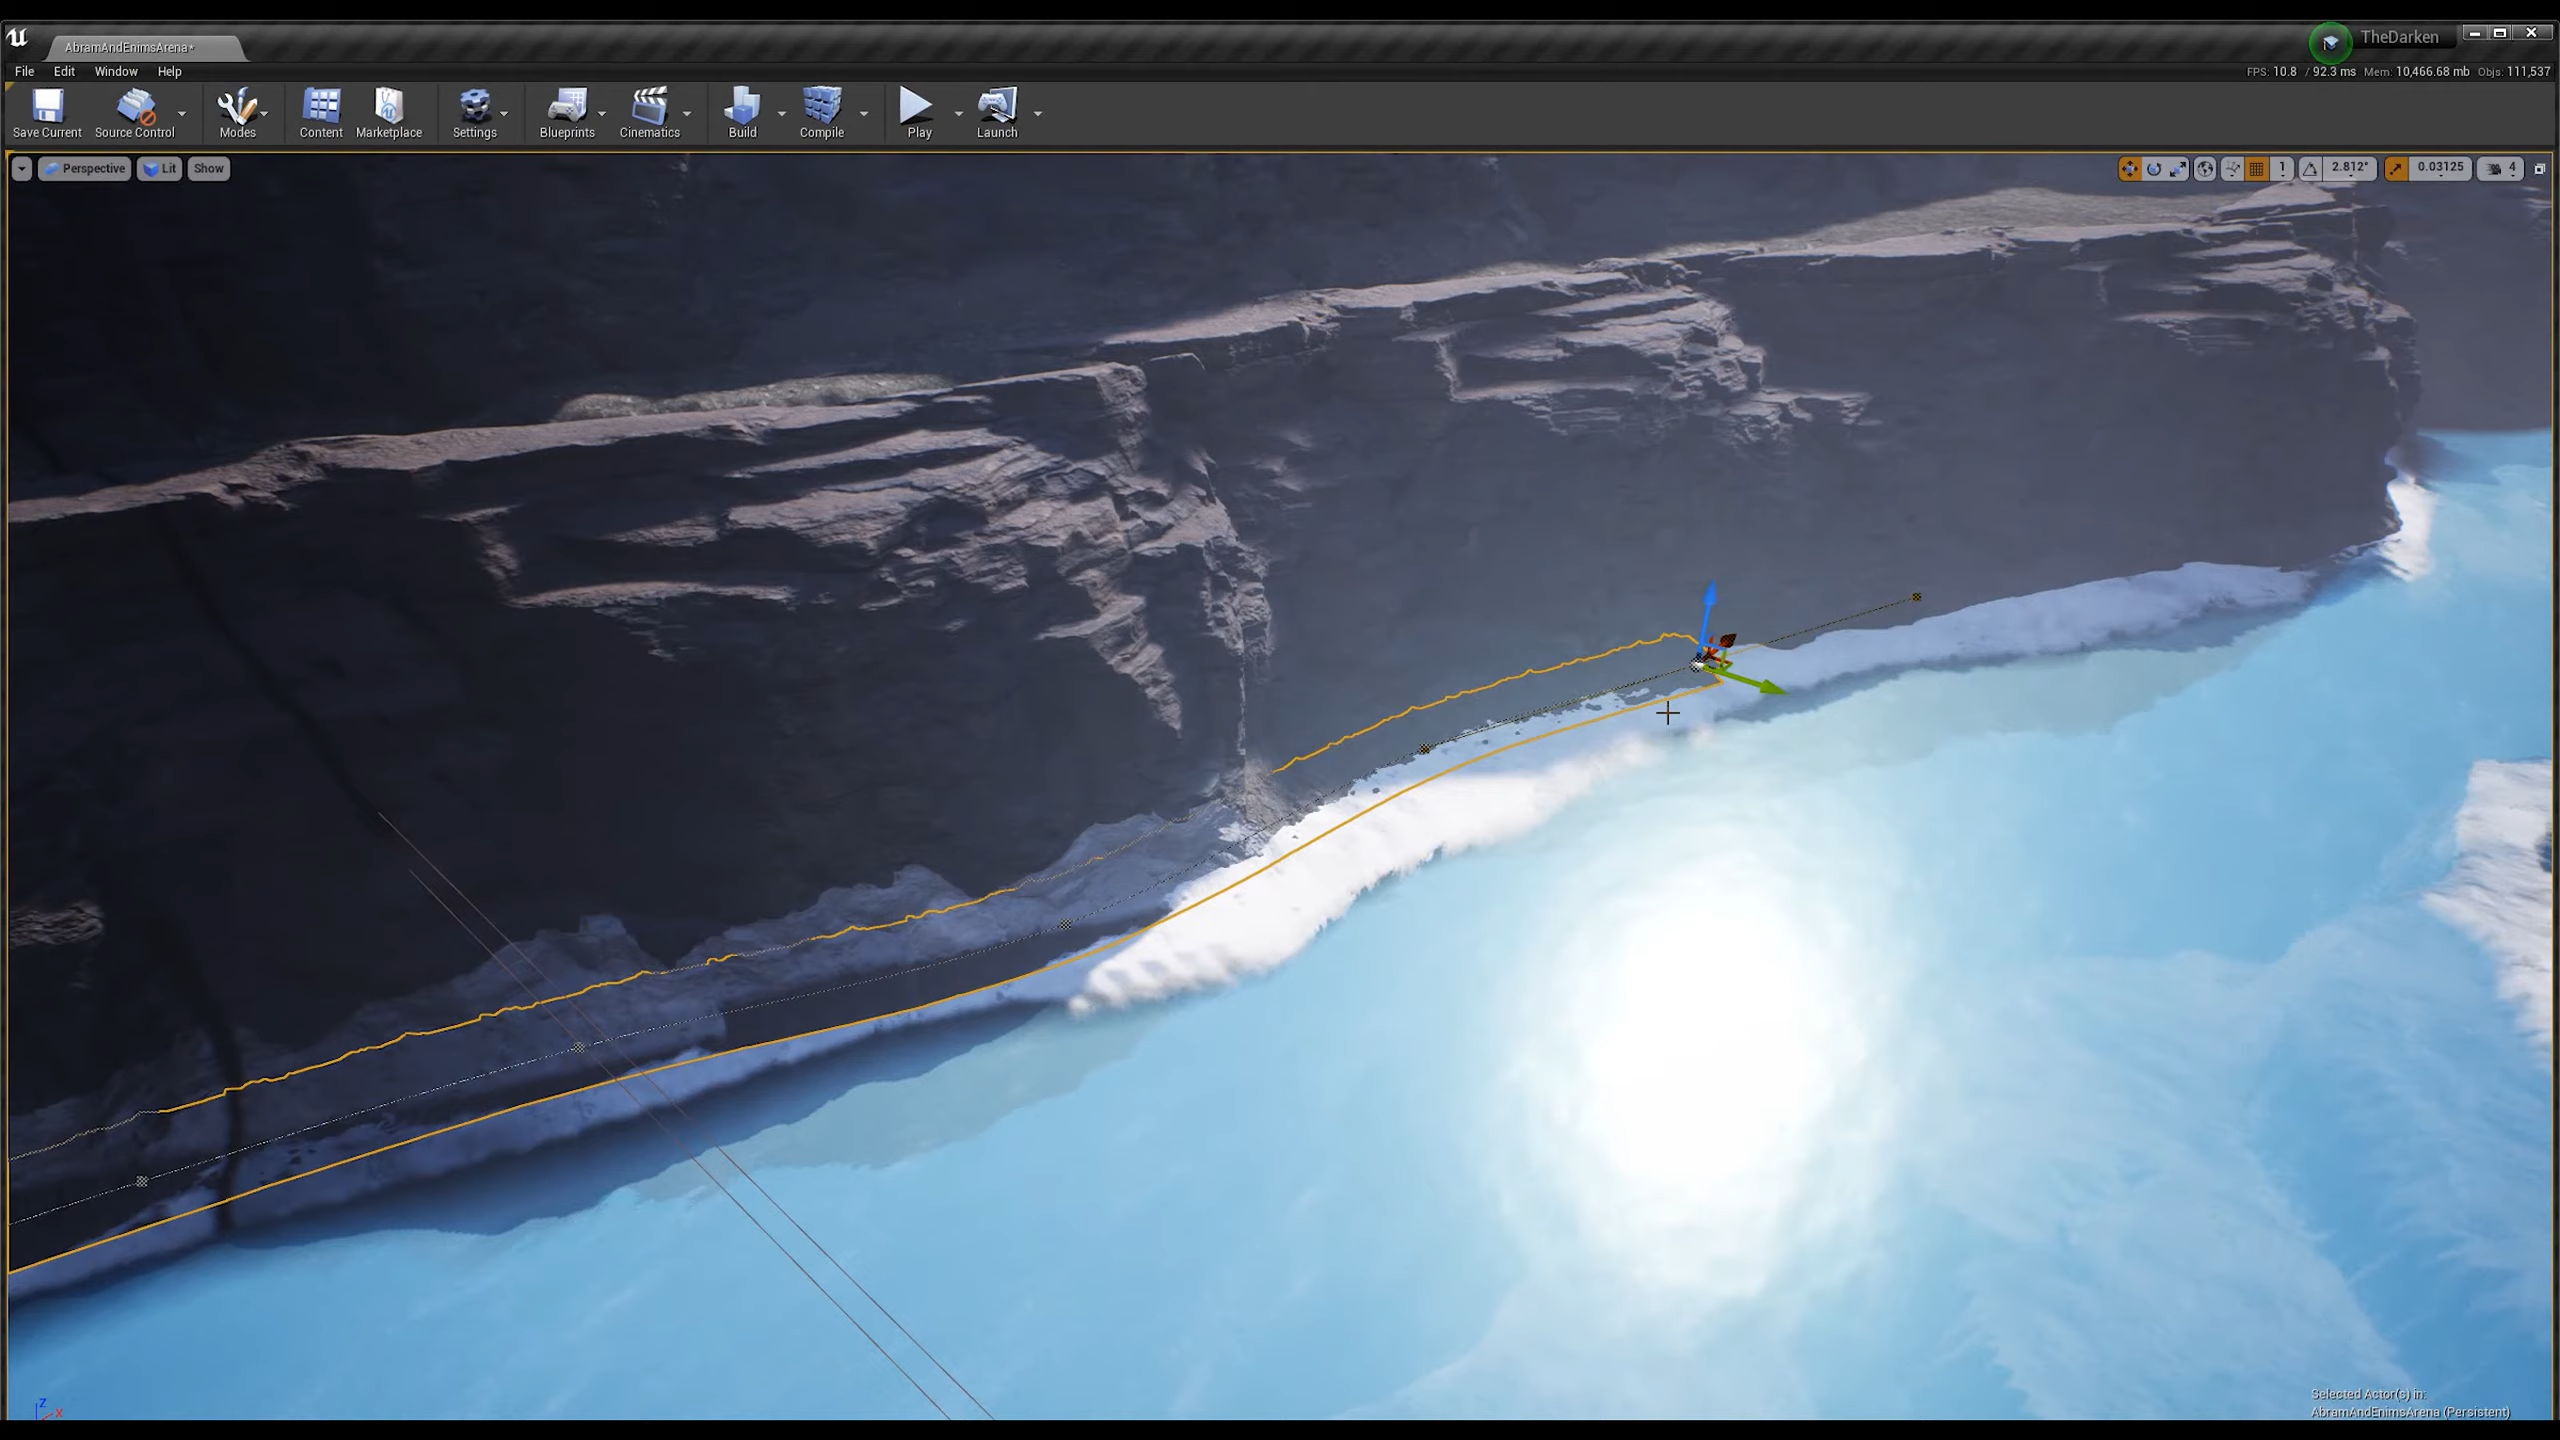 AbramAndEnimsArena*
TheDarken
File Edit Window Help
FPS: 10.8 / 92.3 ms Mem: 10,466.68 mb Objs: 111,537
Save Current Source Control Modes Content Marketplace Settings Blueprints Cinematics Build Compile Play Launch
Perspective Lit Show
1 2.812° 0.03125 4
Z
X
Selected Actor(s) in:
AbramAndEnimsArena (Persistent)